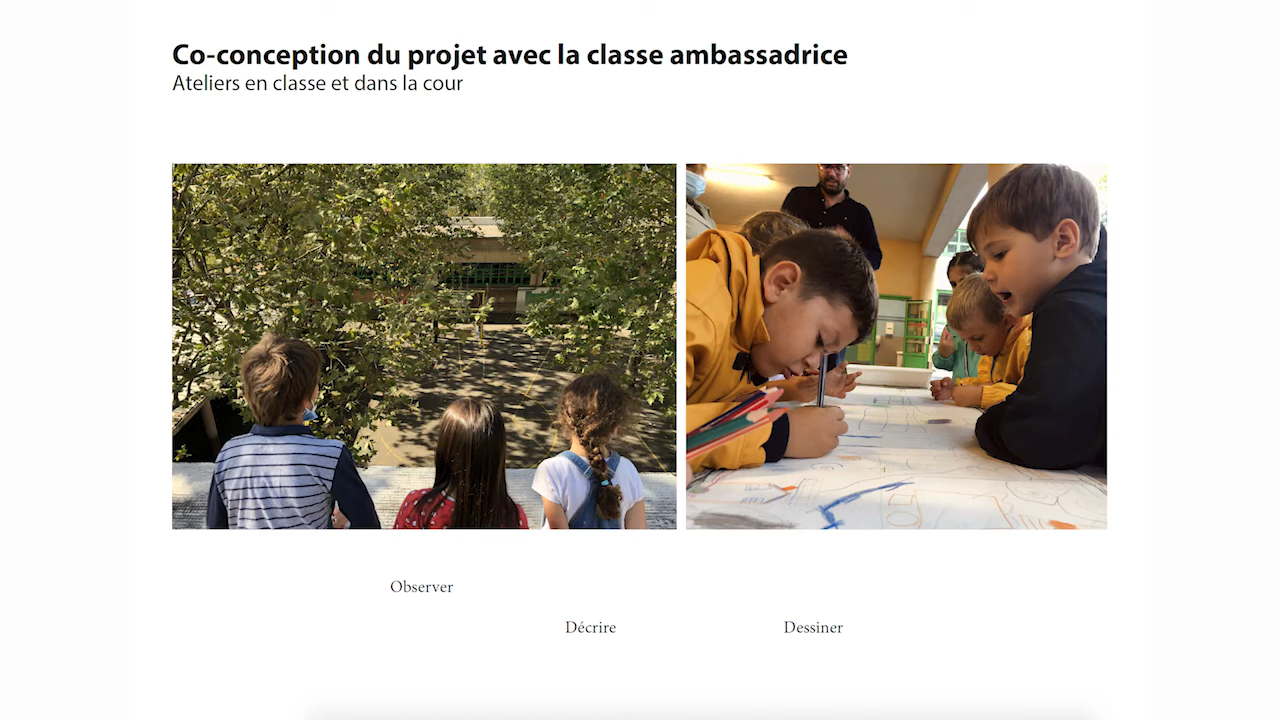 Co-conception du projet avec la classe ambassadrice
Ateliers en classe et dans la cour
Observer
Décrire
Dessiner